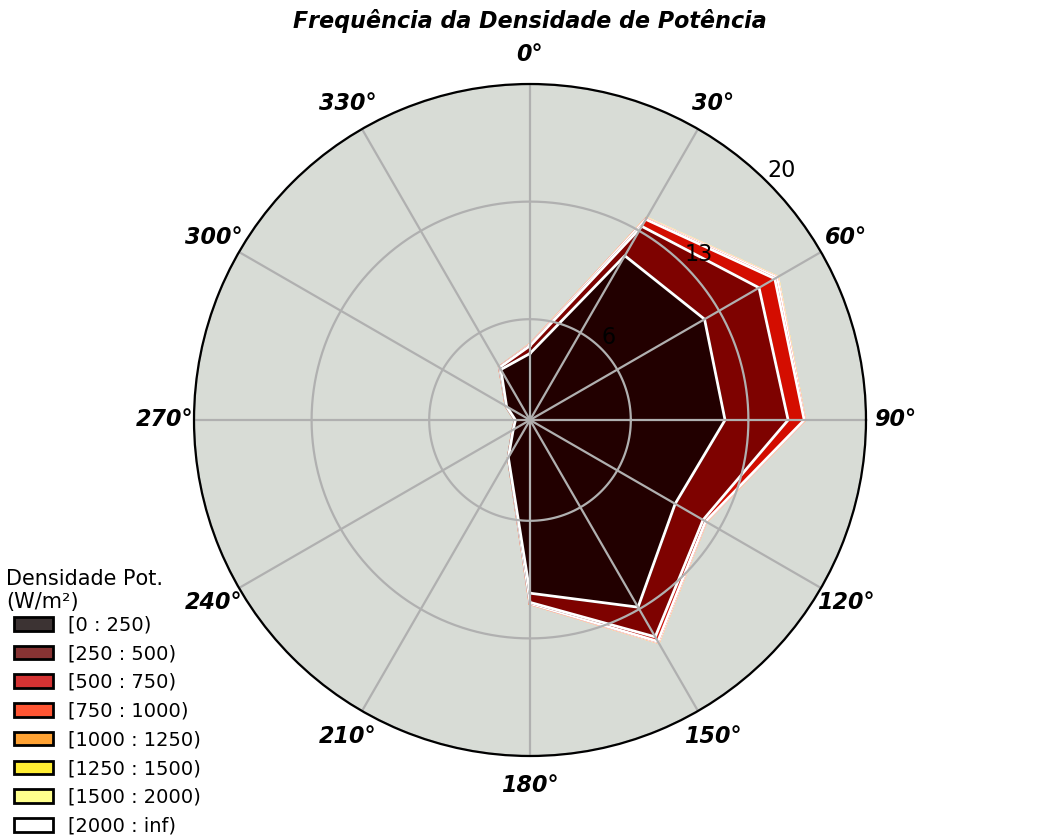 Frequência da Densidade de Potência
0°
330°
30°
20
300°
60°
13
6
270°
90°
240°
120°
210°
150°
180°
Densidade Pot.
(W/m²)
[0 : 250)
[250 : 500)
[500 : 750)
[750 : 1000)
[1000 : 1250)
[1250 : 1500)
[1500 : 2000)
[2000 : inf)